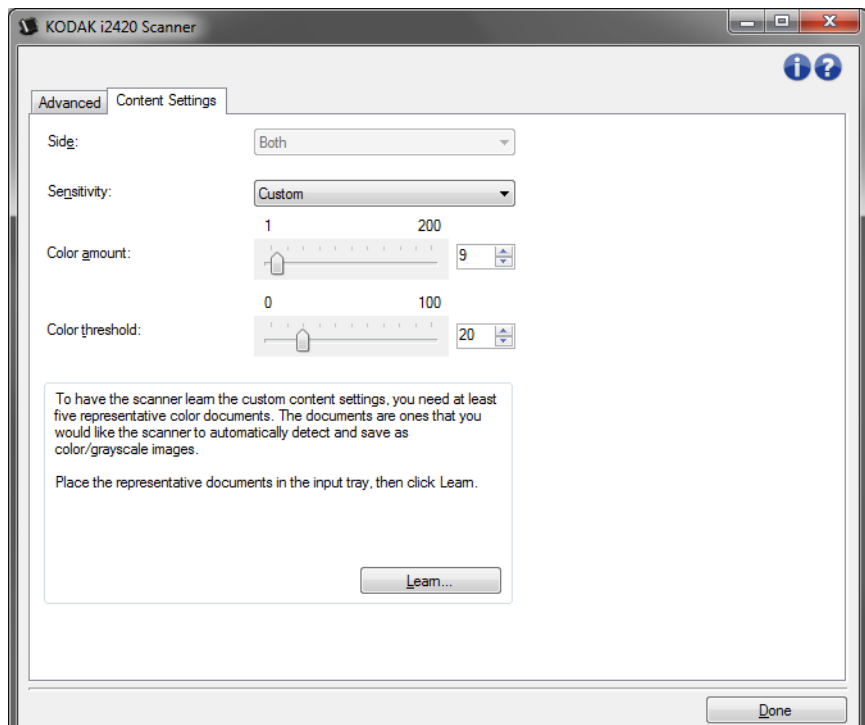 KODAK i2420 Scanner
Advanced
Content Settings
Side:
Both
Sensitivity:
Custom
1 200
Color amount:
9
0 100
Color threshold:
20
To have the scanner learn the custom content settings, you need at least
five representative color documents. The documents are ones that you
would like the scanner to automatically detect and save as
color/grayscale images.
Place the representative documents in the input tray, then click Learn.
Learn...
Done